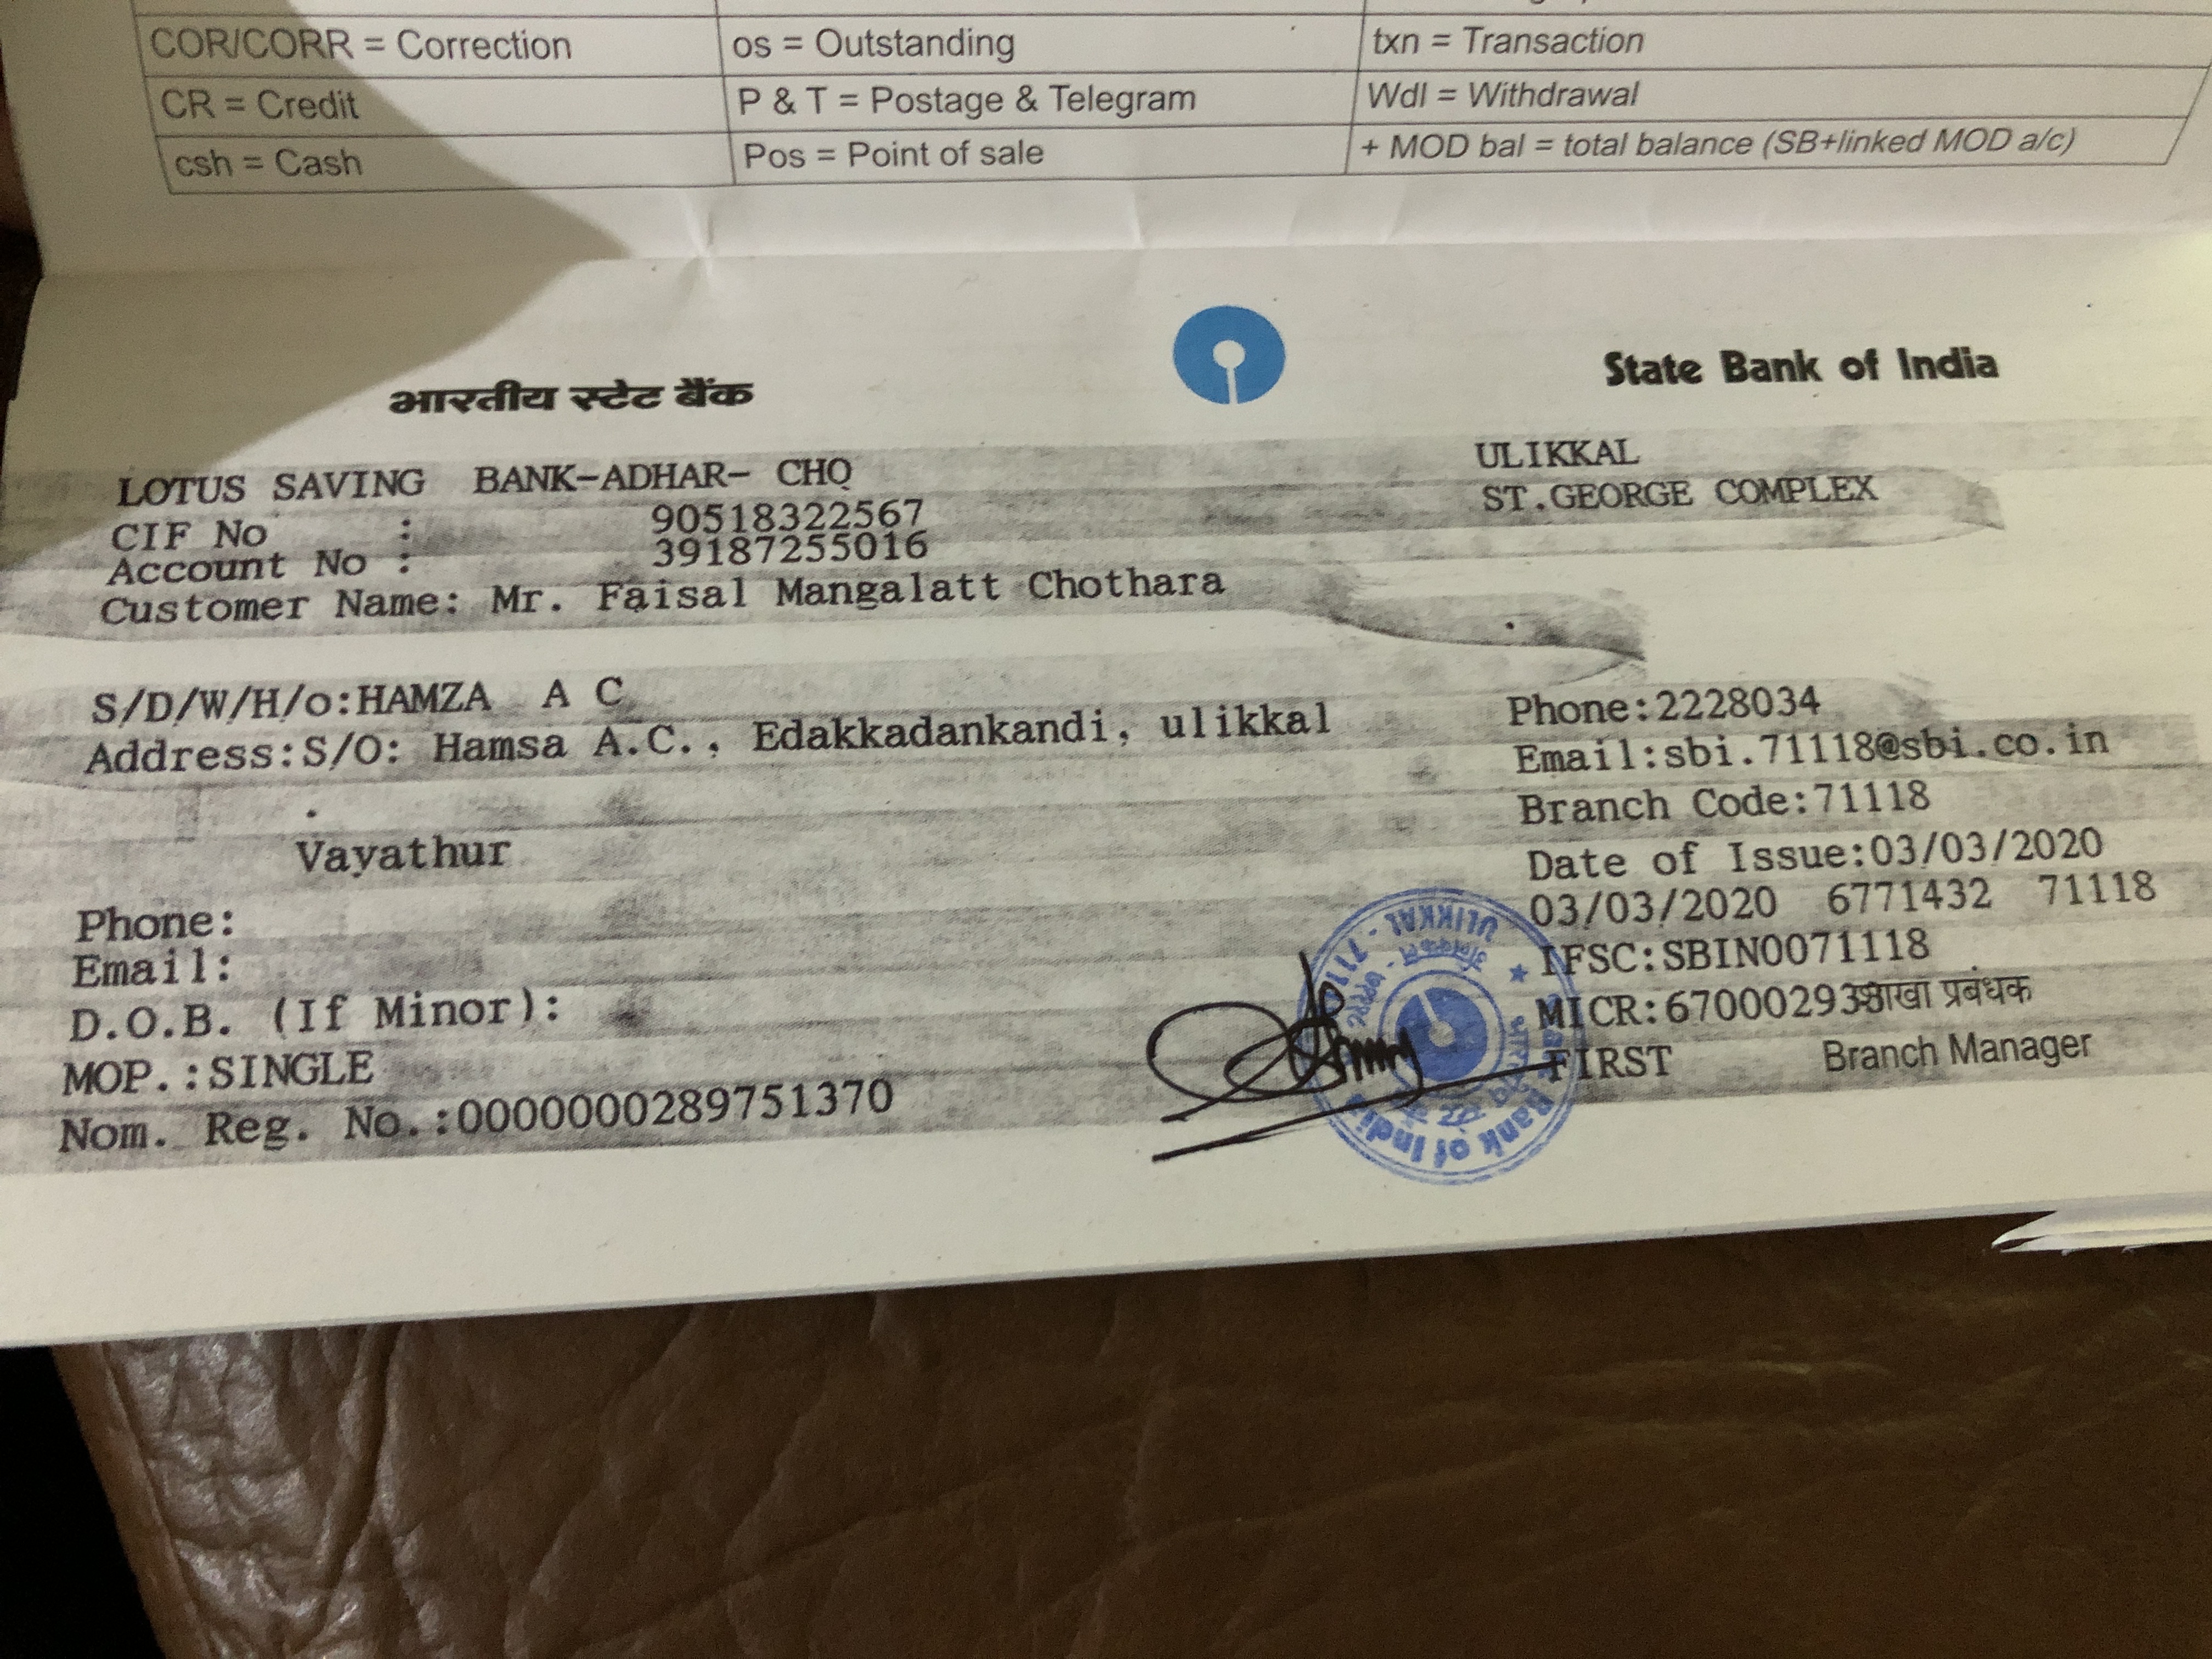 COR/CORR = Correction os = Outstanding txn = Transaction
CR = Credit P & T = Postage & Telegram Wdl = Withdrawal
csh = Cash Pos = Point of sale + MOD bal = total balance (SB+linked MOD a/c)
भारतीय स्टेट बैंक State Bank of India
LOTUS SAVING BANK-ADHAR- CHQ ULIKKAL
CIF No : 90518322567 ST.GEORGE COMPLEX
Account No : 39187255016
Customer Name: Mr. Faisal Mangalatt Chothara
S/D/W/H/o:HAMZA A C Phone:2228034
Address:S/O: Hamsa A.C., Edakkadankandi, ulikkal Email:sbi.71118@sbi.co.in
Branch Code:71118
Vayathur Date of Issue:03/03/2020
Phone: 03/03/2020 6771432 71118
Email: IFSC:SBIN0071118
D.O.B. (If Minor): MICR:670002933 शाखा प्रबंधक
MOP.:SINGLE FIRST Branch Manager
Nom. Reg. No.:0000000289751370
Bank of India
ULIKKAL - 711